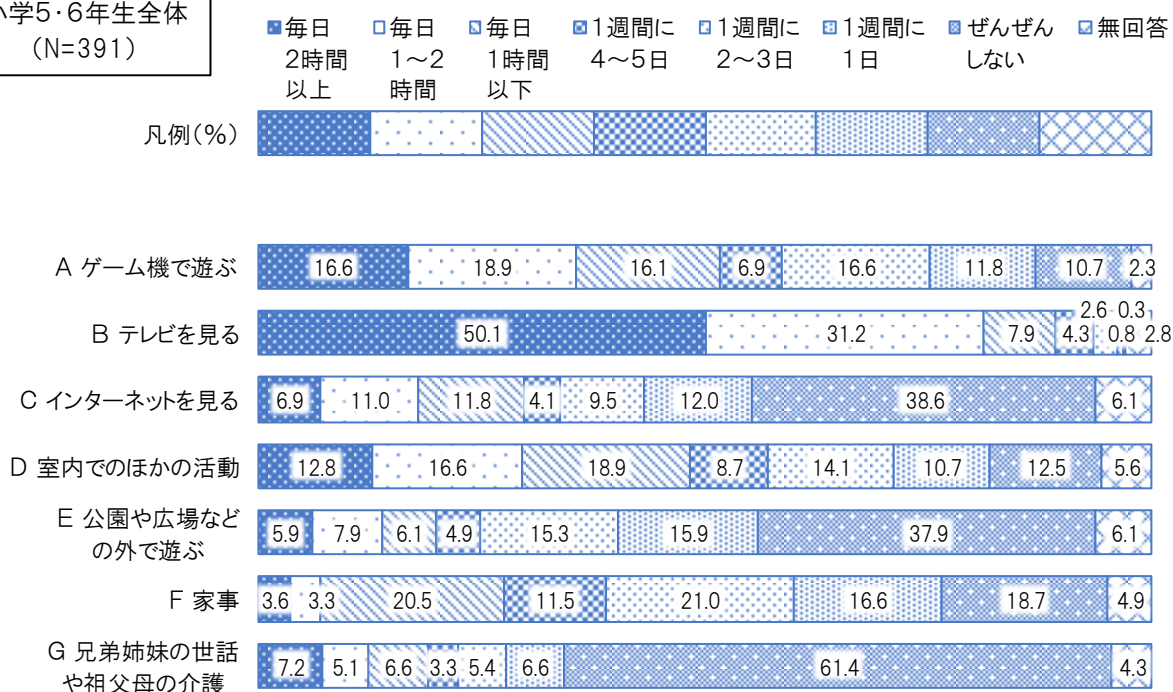 小学5・6年生全体
(N=391)
毎日2時間以上
毎日1～2時間
毎日1時間以下
1週間に4～5日
1週間に2～3日
1週間に1日
ぜんぜんしない
無回答
凡例(%)
A ゲーム機で遊ぶ 16.6 18.9 16.1 6.9 16.6 11.8 10.7 2.3
B テレビを見る 50.1 31.2 7.9 4.3 2.6 0.8 0.3 2.8
C インターネットを見る 6.9 11.0 11.8 4.1 9.5 12.0 38.6 6.1
D 室内でのほかの活動 12.8 16.6 18.9 8.7 14.1 10.7 12.5 5.6
E 公園や広場など
の外で遊ぶ 5.9 7.9 6.1 4.9 15.3 15.9 37.9 6.1
F 家事 3.6 3.3 20.5 11.5 21.0 16.6 18.7 4.9
G 兄弟姉妹の世話
や祖父母の介護 7.2 5.1 6.6 3.3 5.4 6.6 61.4 4.3